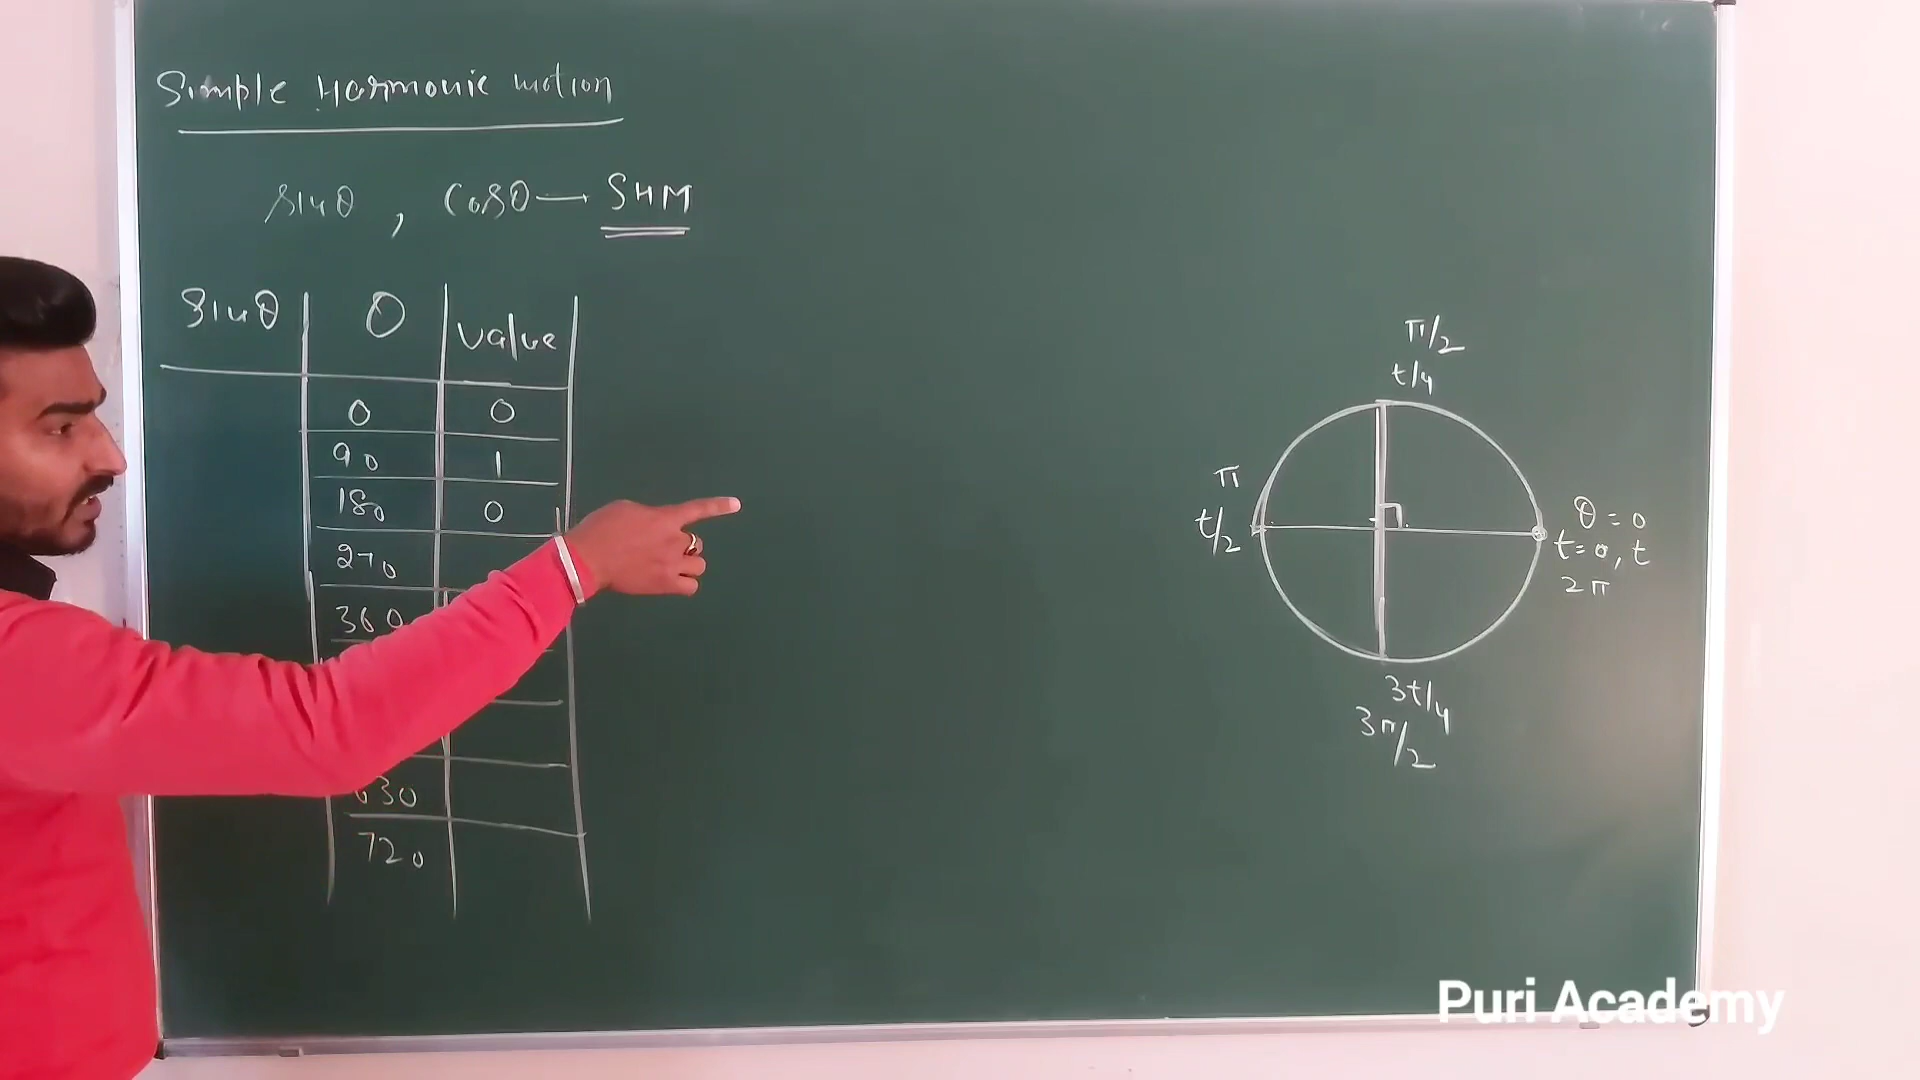 Simple Harmonic motion
sinθ , cosθ — SHM
sinθ θ value
0 0
90 1
180 0
270
360
630
720
π/2
t/4
π
t/2
θ = 0
t=0, t
2π
3t/4
3π/2
Puri Academy